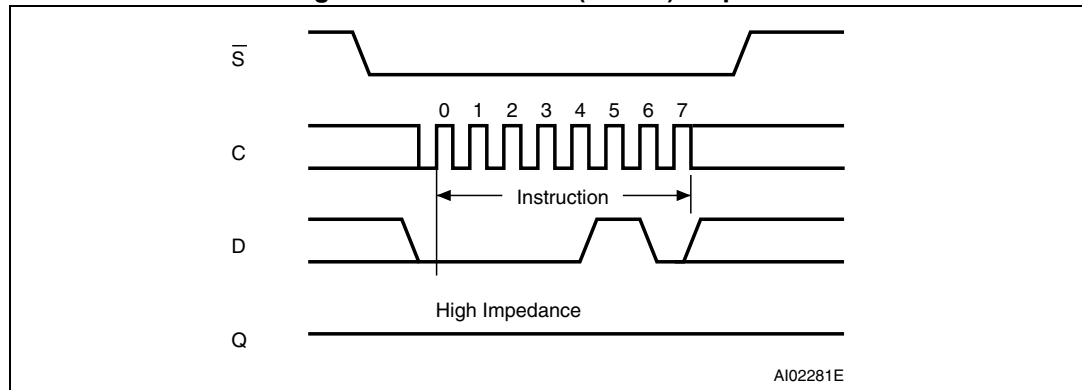 S̅
0 1 2 3 4 5 6 7
C
Instruction
D
High Impedance
Q
AI02281E